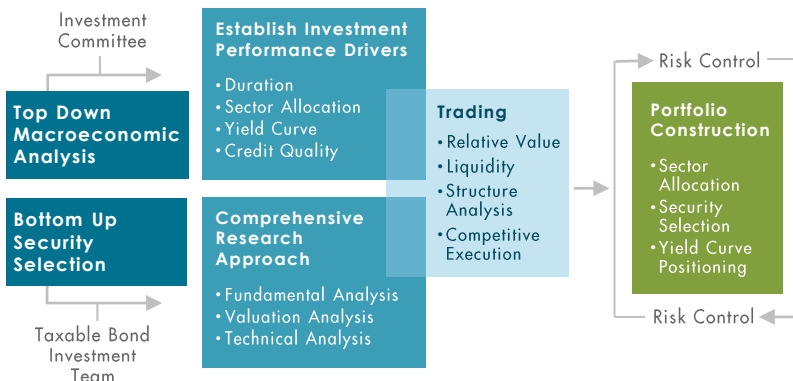 Investment
Committee
Top Down
Macroeconomic
Analysis
Bottom Up
Security
Selection
Taxable Bond
Investment
Team
Establish Investment
Performance Drivers
• Duration
• Sector Allocation
• Yield Curve
• Credit Quality
Comprehensive
Research
Approach
• Fundamental Analysis
• Valuation Analysis
• Technical Analysis
Trading
• Relative Value
• Liquidity
• Structure
Analysis
• Competitive
Execution
Risk Control
Portfolio
Construction
• Sector
Allocation
• Security
Selection
• Yield Curve
Positioning
Risk Control